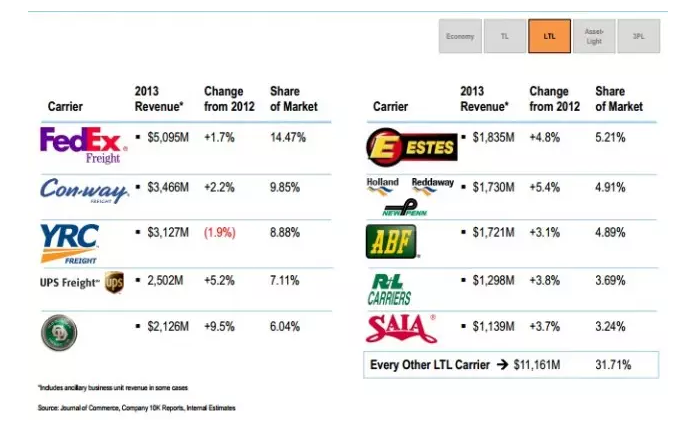 Economy TL LTL Asset-Light 3PL
Carrier 2013 Revenue* Change from 2012 Share of Market
FedEx® Freight ▪ $5,095M +1.7% 14.47%
Con-way FREIGHT ▪ $3,466M +2.2% 9.85%
YRC FREIGHT ▪ $3,127M (1.9%) 8.88%
UPS Freight℠ ups ▪ 2,502M +5.2% 7.11%
▪ $2,126M +9.5% 6.04%
Carrier 2013 Revenue* Change from 2012 Share of Market
E ESTES ▪ $1,835M +4.8% 5.21%
Holland Reddaway NEW PENN ▪ $1,730M +5.4% 4.91%
ABF® ▪ $1,721M +3.1% 4.89%
R+L CARRIERS ▪ $1,298M +3.8% 3.69%
SAIA® ▪ $1,139M +3.7% 3.24%
Every Other LTL Carrier → $11,161M 31.71%
*Includes ancillary business unit revenue in some cases
Source: Journal of Commerce, Company 10K Reports, Internal Estimates